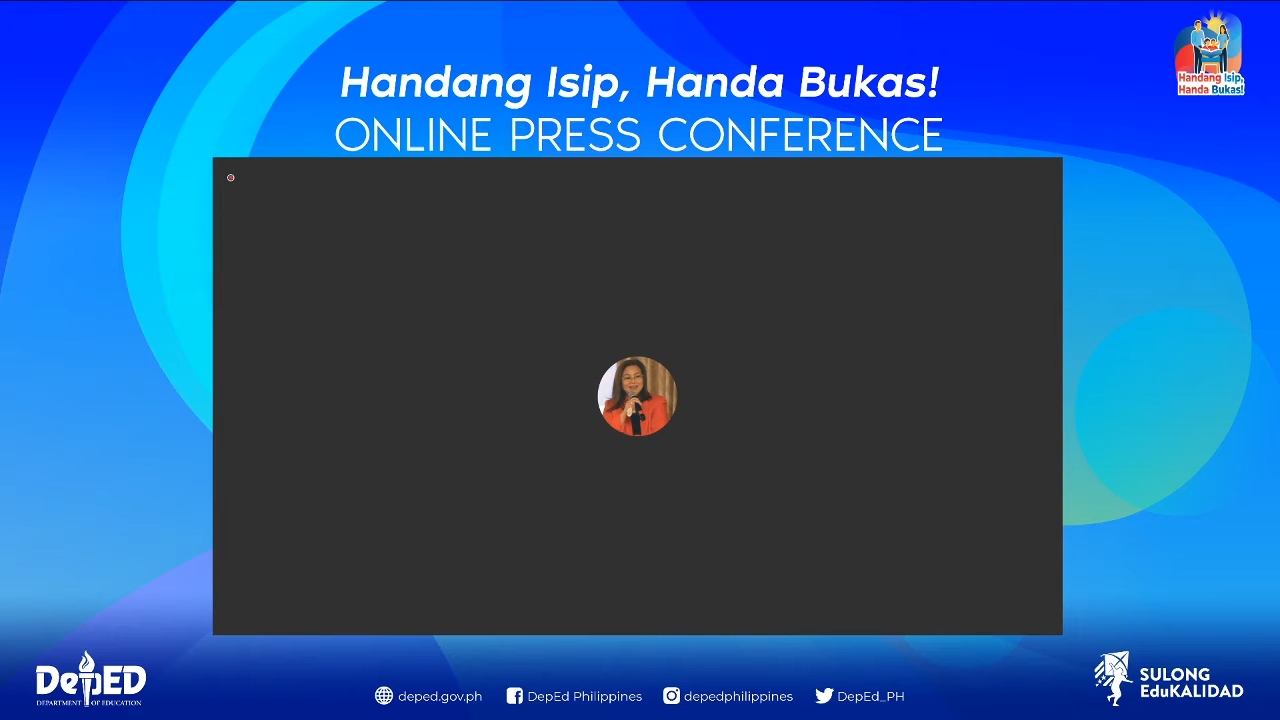 Handang Isip, Handa Bukas!
ONLINE PRESS CONFERENCE
Handang Isip,
Handa Bukas!
DepED
DEPARTMENT OF EDUCATION
deped.gov.ph
DepEd Philippines
depedphilippines
DepEd_PH
SULONG
EduKALIDAD